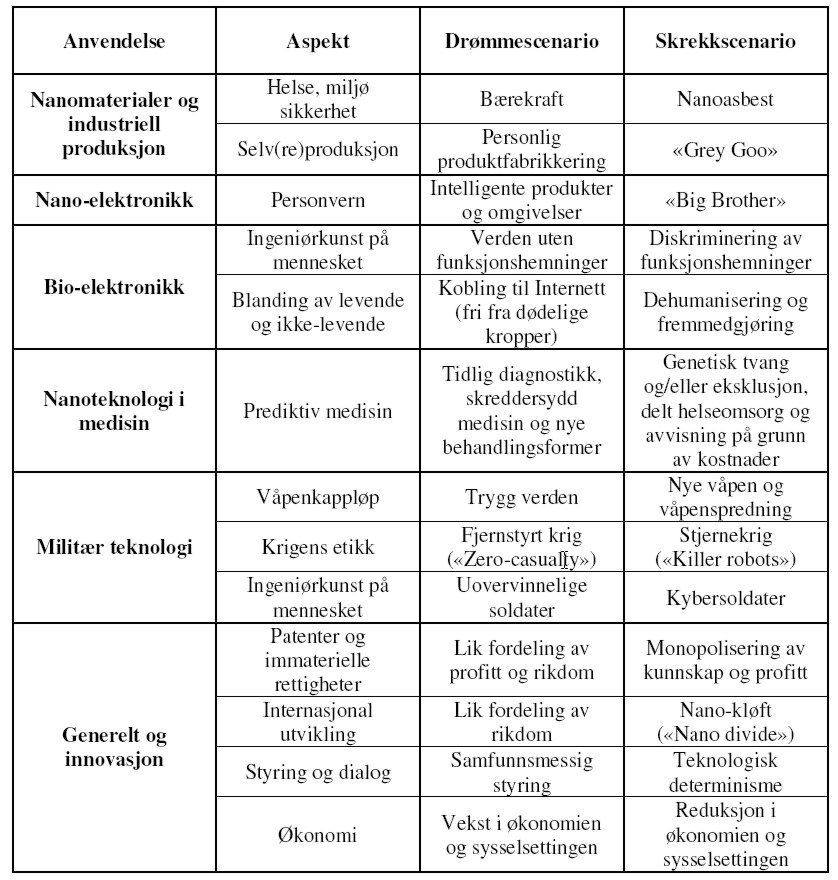 Anvendelse Aspekt Drømmescenario Skrekkscenario
Nanomaterialer og
industriell
produksjon
Helse, miljø
sikkerhet
Bærekraft
Nanoasbest
Selv(re)produksjon
Personlig
produktfabrikkering
«Grey Goo»
Nano-elektronikk
Personvern
Intelligente produkter
og omgivelser
«Big Brother»
Bio-elektronikk
Ingeniørkunst på
mennesket
Verden uten
funksjonshemninger
Diskriminering av
funksjonshemninger
Blanding av levende
og ikke-levende
Kobling til Internett
(fri fra dødelige
kropper)
Dehumanisering og
fremmedgjøring
Nanoteknologi i
medisin
Prediktiv medisin
Tidlig diagnostikk,
skreddersydd
medisin og nye
behandlingsformer
Genetisk tvang
og/eller eksklusjon,
delt helseomsorg og
avvisning på grunn
av kostnader
Militær teknologi
Våpenkappløp
Trygg verden
Nye våpen og
våpenspredning
Krigens etikk
Fjernstyrt krig
(«Zero-casualty»)
Stjernekrig
(«Killer robots»)
Ingeniørkunst på
mennesket
Uovervinnelige
soldater
Kybersoldater
Generelt og
innovasjon
Patenter og
immaterielle
rettigheter
Lik fordeling av
profitt og rikdom
Monopolisering av
kunnskap og profitt
Internasjonal
utvikling
Lik fordeling av
rikdom
Nano-kløft
(«Nano divide»)
Styring og dialog
Samfunnsmessig
styring
Teknologisk
determinisme
Økonomi
Vekst i økonomien
og sysselsettingen
Reduksjon i
økonomien og
sysselsettingen